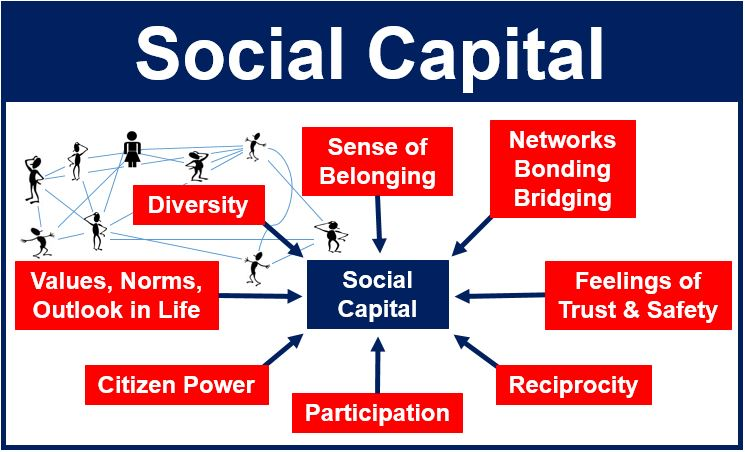 Social Capital
Sense of
Belonging
Networks
Bonding
Bridging
Diversity
Values, Norms,
Outlook in Life
Social
Capital
Feelings of
Trust & Safety
Citizen Power
Participation
Reciprocity